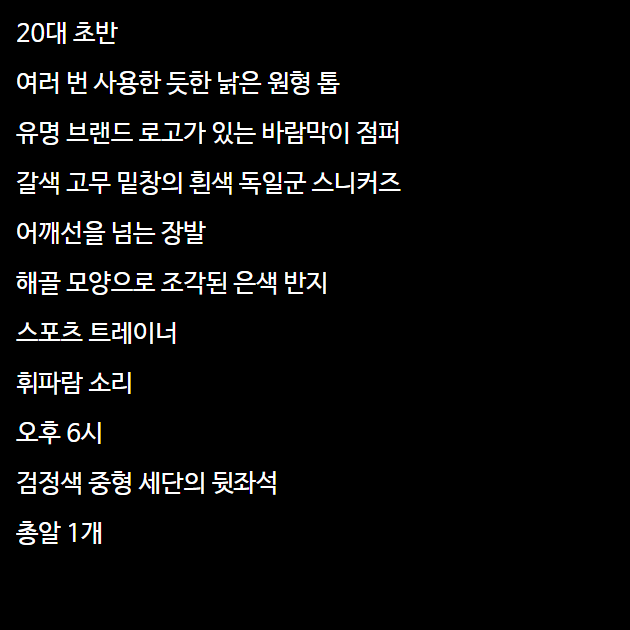 20대 초반
여러 번 사용한 듯한 낡은 원형 톱
유명 브랜드 로고가 있는 바람막이 점퍼
갈색 고무 밑창의 흰색 독일군 스니커즈
어깨선을 넘는 장발
해골 모양으로 조각된 은색 반지
스포츠 트레이너
휘파람 소리
오후 6시
검정색 중형 세단의 뒷좌석
총알 1개